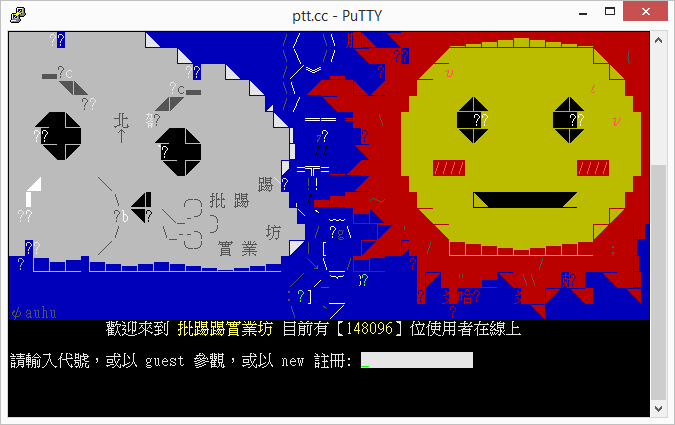 ptt.cc - PuTTY
北
↑
批 踢
踢
實 業 坊
φauhu
歡迎來到 批踢踢實業坊 目前有【148096】位使用者在線上
請輸入代號，或以 guest 參觀，或以 new 註冊: